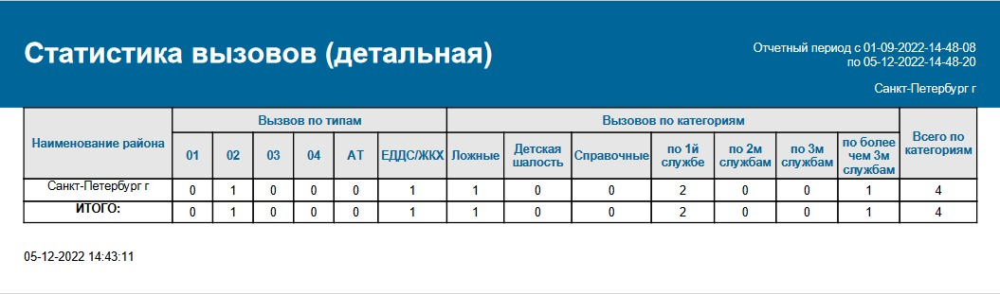 Статистика вызовов (детальная)
Отчетный период с 01-09-2022-14-48-08
по 05-12-2022-14-48-20
Санкт-Петербург г
Наименование района
Вызвов по типам
Вызовов по категориям
Всего по
категориям
01 02 03 04 АТ ЕДДС/ЖКХ Ложные
Детская
шалость
Справочные
по 1й
службе
по 2м
службам
по 3м
службам
по более
чем 3м
службам
Санкт-Петербург г 0 1 0 0 0 1 1 0 0 2 0 0 1 4
ИТОГО: 0 1 0 0 0 1 1 0 0 2 0 0 1 4
05-12-2022 14:43:11